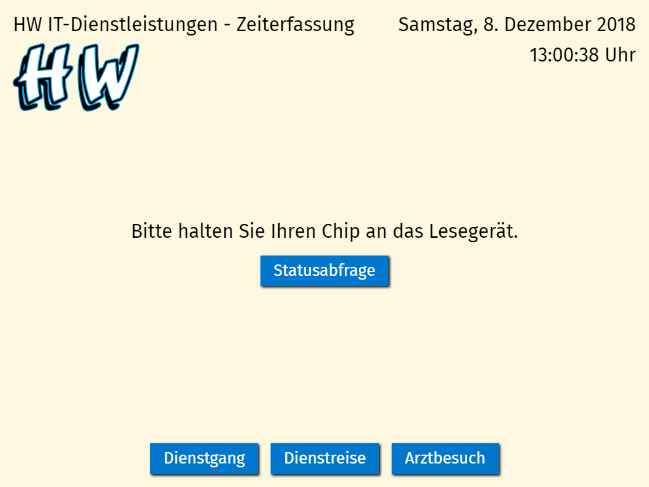 HW IT-Dienstleistungen - Zeiterfassung
Samstag, 8. Dezember 2018
13:00:38 Uhr
HW
Bitte halten Sie Ihren Chip an das Lesegerät.
Statusabfrage
Dienstgang
Dienstreise
Arztbesuch